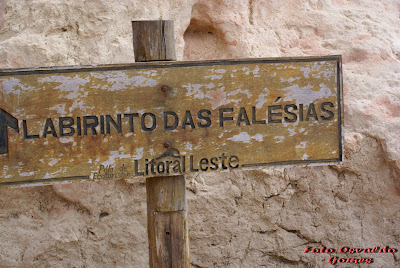 LABIRINTO DAS FALÉSIAS
Litoral Leste
Foto Osvaldo
Gomes